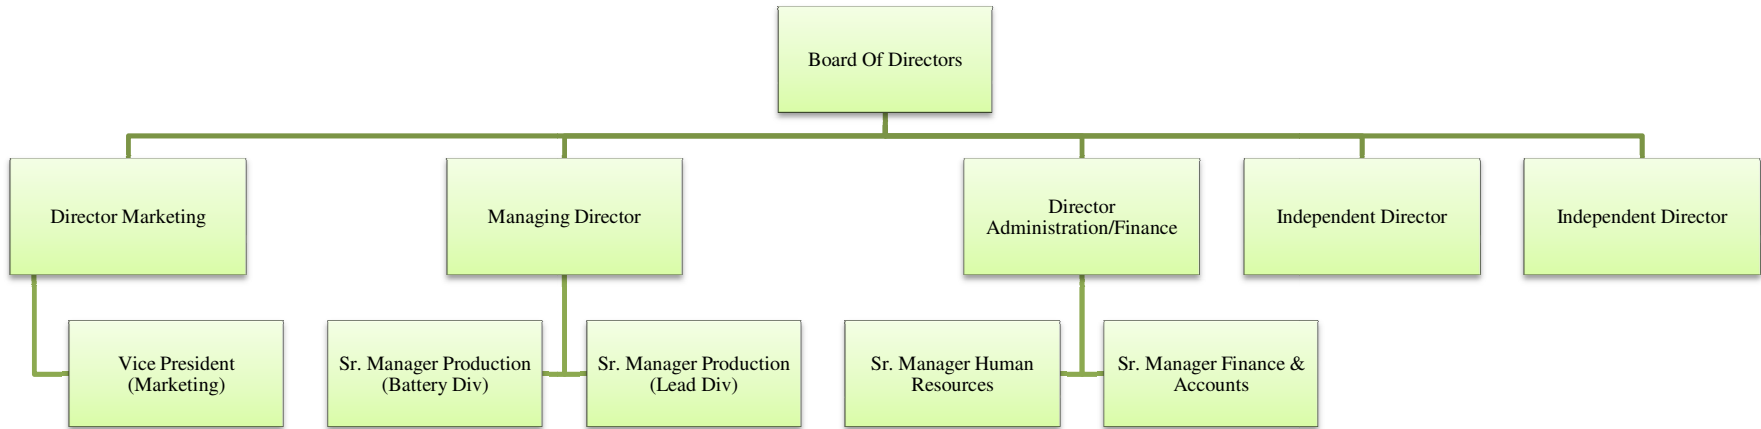 Board Of Directors
Director Marketing
Managing Director
Director
Administration/Finance
Independent Director
Independent Director
Vice President
(Marketing)
Sr. Manager Production
(Battery Div)
Sr. Manager Production
(Lead Div)
Sr. Manager Human
Resources
Sr. Manager Finance &
Accounts